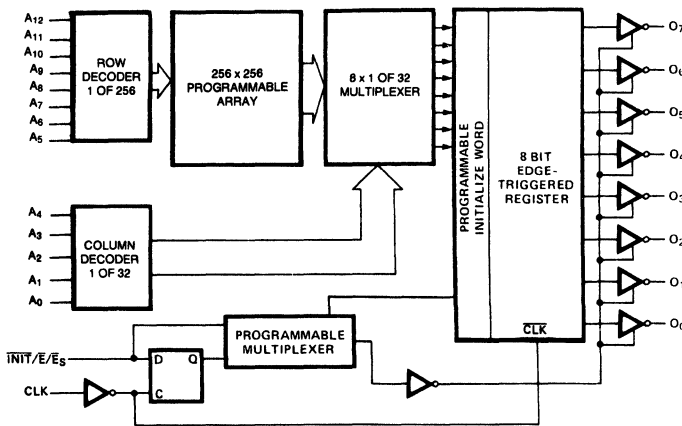 A12
A11
A10
A9
A8
A7
A6
A5
ROW
DECODER
1 OF 256
256 x 256
PROGRAMMABLE
ARRAY
8 x 1 OF 32
MULTIPLEXER
PROGRAMMABLE
INITIALIZE WORD
8 BIT
EDGE-
TRIGGERED
REGISTER
CLK
O7
O6
O5
O4
O3
O2
O1
O0
A4
A3
A2
A1
A0
COLUMN
DECODER
1 OF 32
PROGRAMMABLE
MULTIPLEXER
INIT/E/ES
D
Q
C
CLK